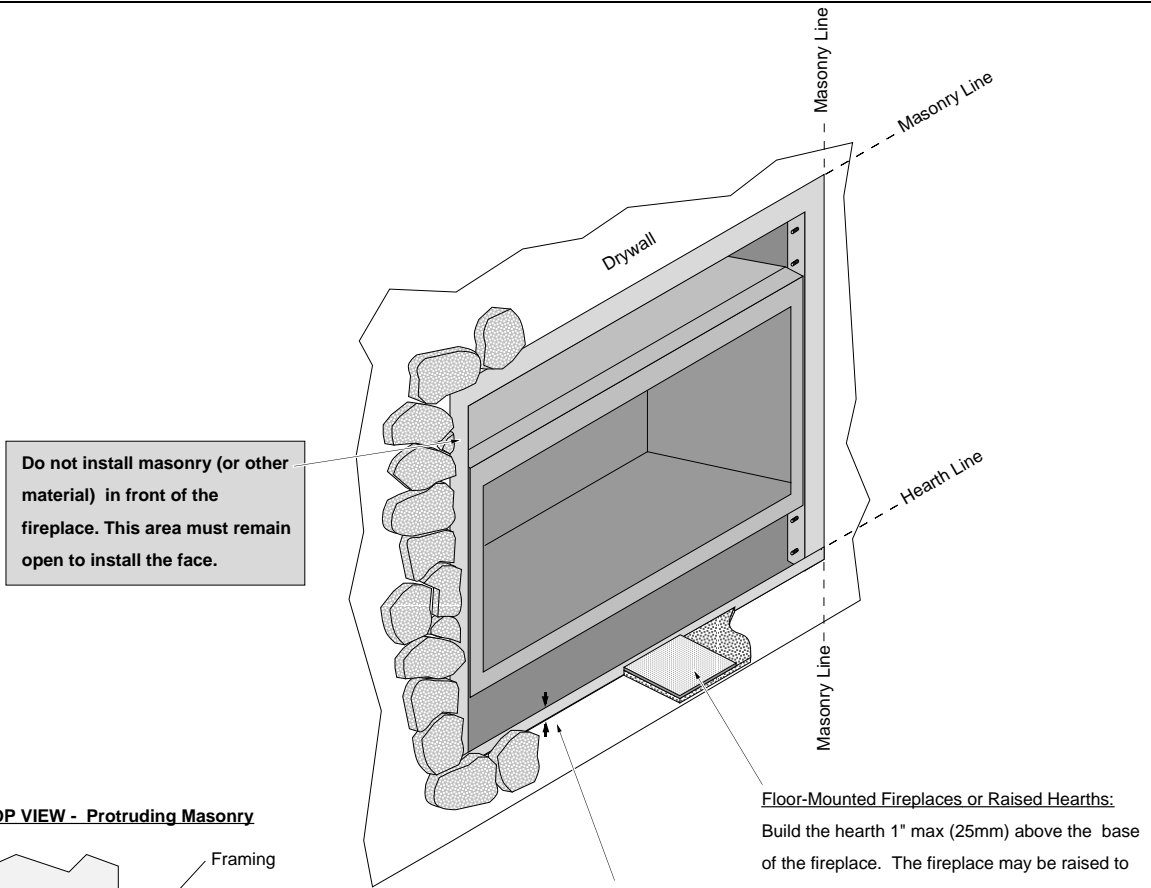 Masonry Line
Masonry Line
Drywall
Do not install masonry (or other
material) in front of the
fireplace. This area must remain
open to install the face.
Hearth Line
Masonry Line
Floor-Mounted Fireplaces or Raised Hearths:
Build the hearth 1" max (25mm) above the base
of the fireplace. The fireplace may be raised to
VIEW - Protruding Masonry
Framing